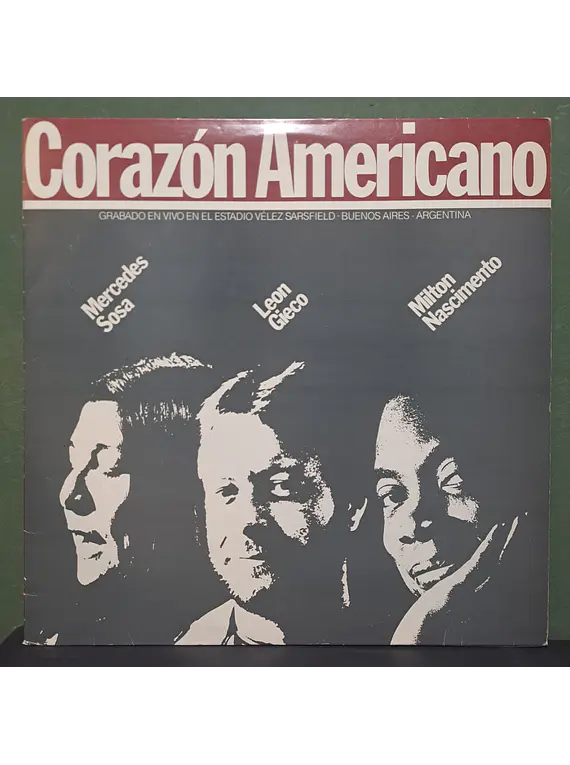 Corazón Americano
GRABADO EN VIVO EN EL ESTADIO VÉLEZ SARSFIELD - BUENOS AIRES - ARGENTINA
Mercedes
Sosa
Leon
Gieco
Milton
Nascimento